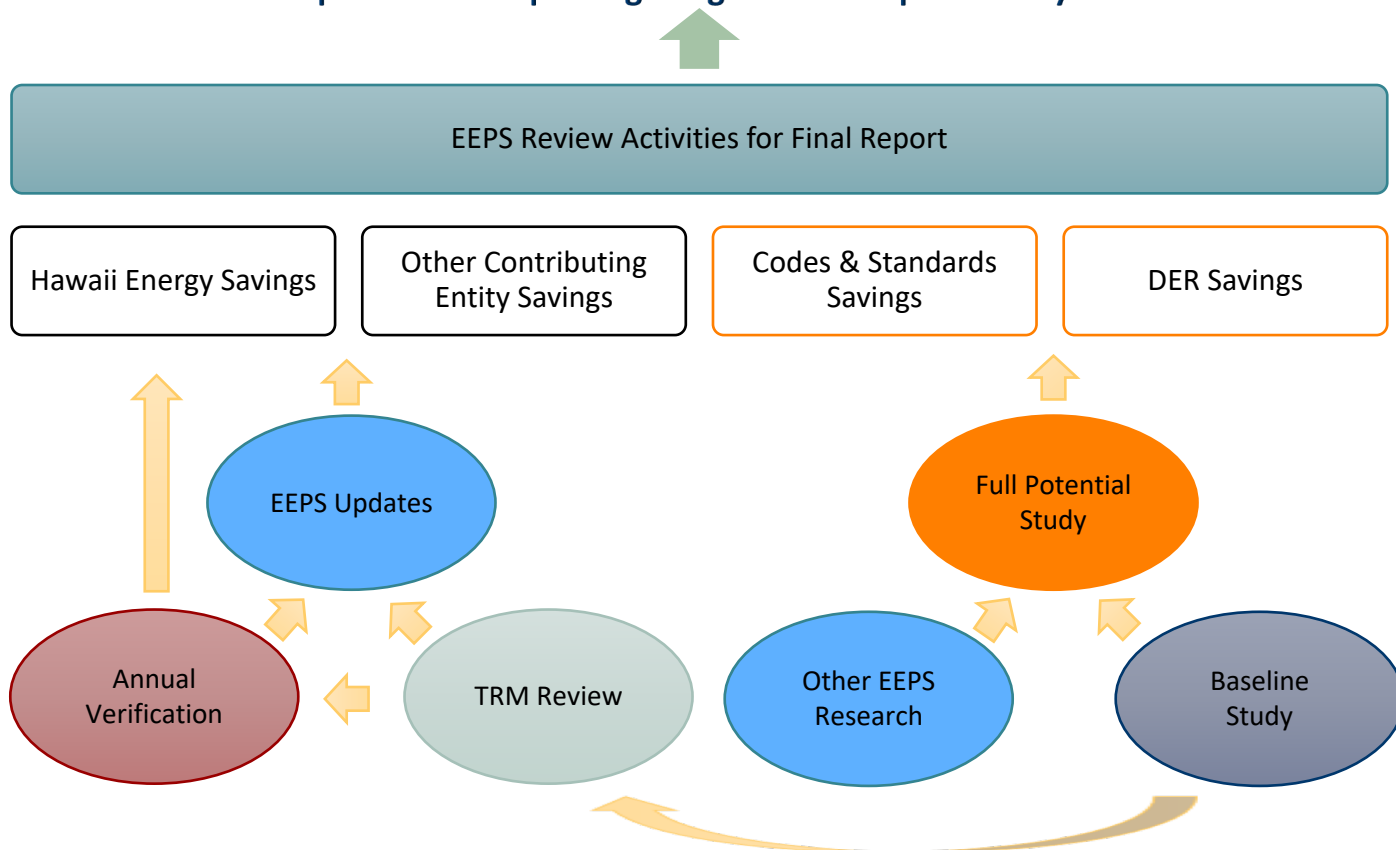 EEPS Review Activities for Final Report
Hawaii Energy Savings
Other Contributing
Entity Savings
Codes & Standards
Savings
DER Savings
EEPS Updates
Full Potential
Study
Annual
Verification
TRM Review
Other EEPS
Research
Baseline
Study